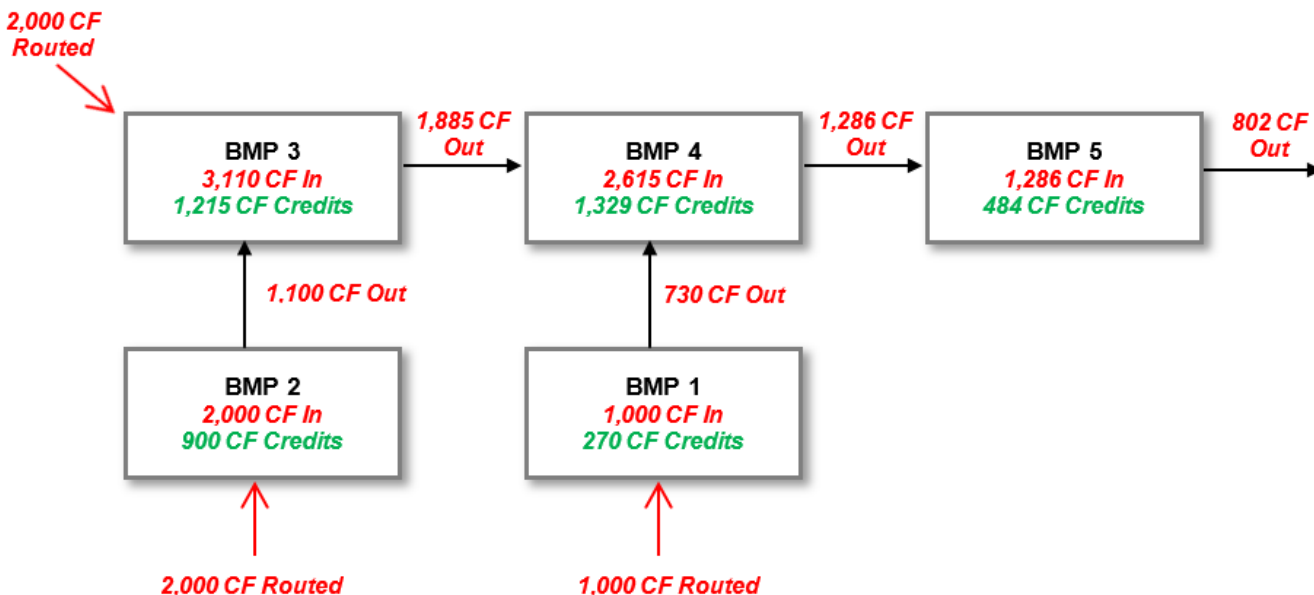 2,000 CF
Routed
BMP 3
3,110 CF In
1,215 CF Credits
1,885 CF
Out
BMP 4
2,615 CF In
1,329 CF Credits
1,286 CF
Out
BMP 5
1,286 CF In
484 CF Credits
802 CF
Out
1,100 CF Out
730 CF Out
BMP 2
2,000 CF In
900 CF Credits
BMP 1
1,000 CF In
270 CF Credits
2,000 CF Routed
1,000 CF Routed